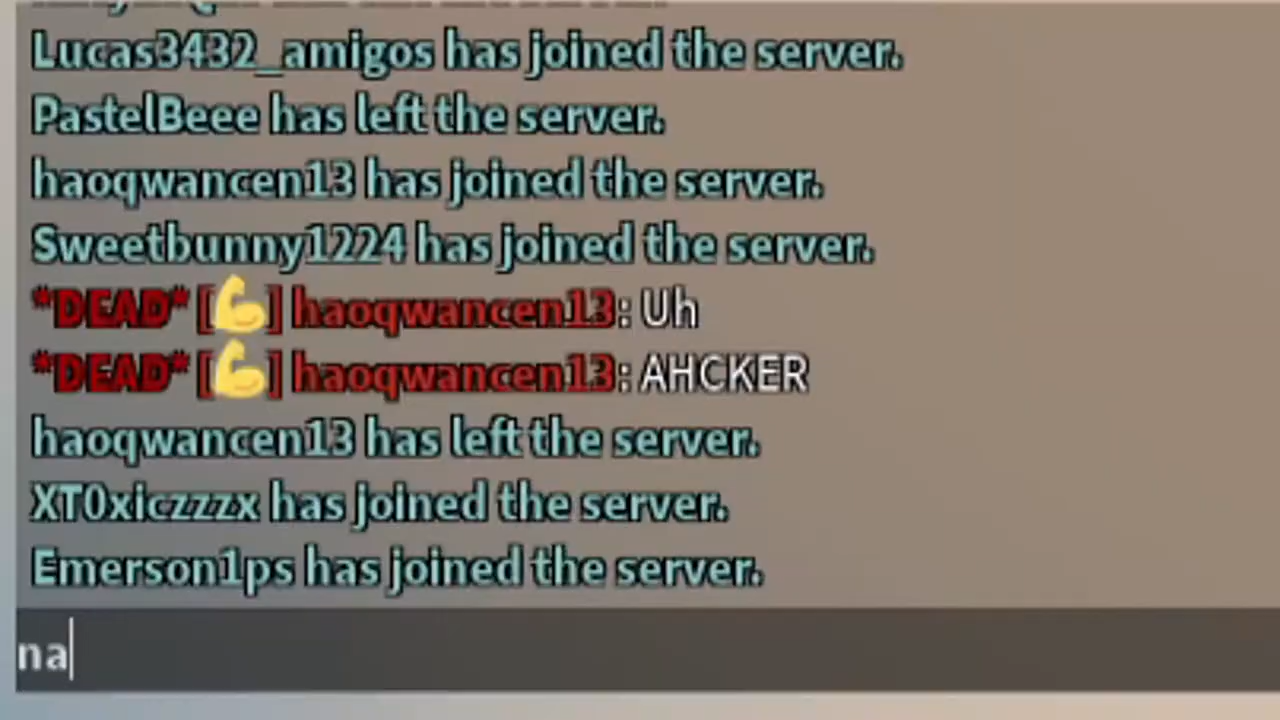 Lucas3432_amigos has joined the server.
PastelBeee has left the server.
haoqwancen13 has joined the server.
Sweetbunny1224 has joined the server.
*DEAD* [💪] haoqwancen13: Uh
*DEAD* [💪] haoqwancen13: AHCKER
haoqwancen13 has left the server.
XT0xiczzzx has joined the server.
Emerson1ps has joined the server.
na